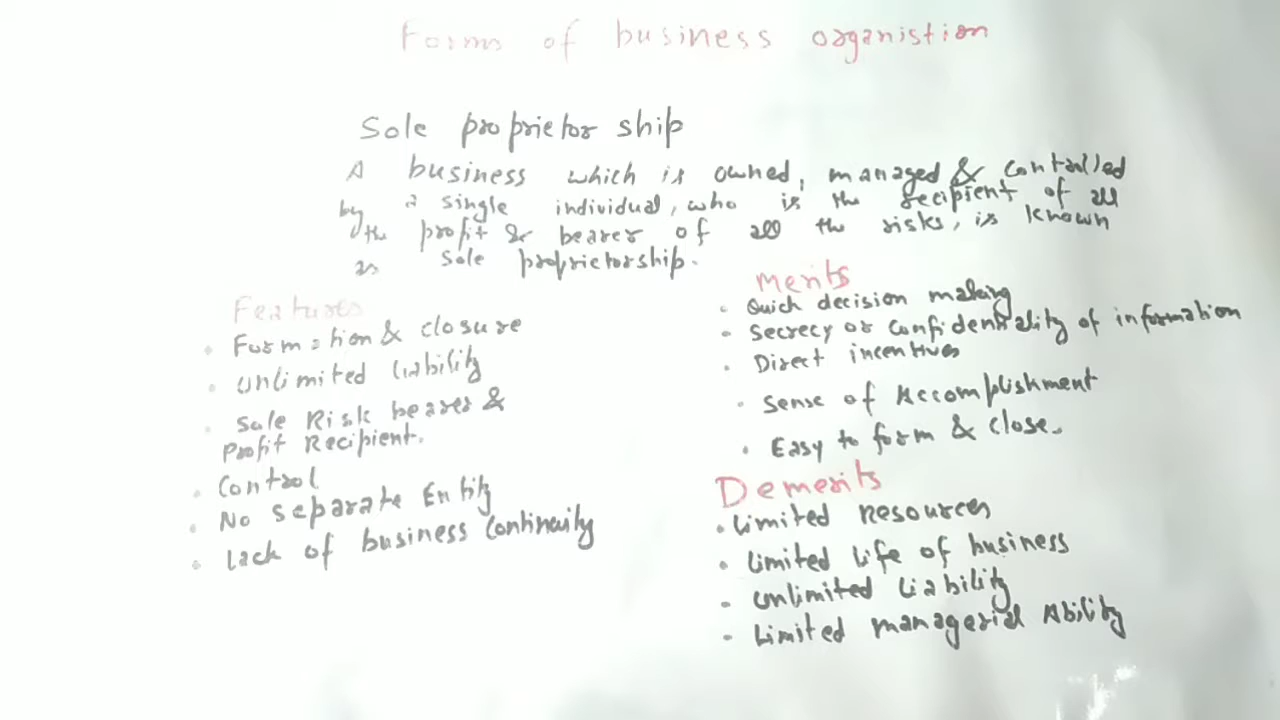 Forms of business organistion
Sole proprietor ship
A business which is owned, managed & controlled
by a single individual, who is the recipient of all
the profit & bearer of all the risks, is known
as sole proprietorship.
Features
• Formation & closure
• Unlimited Liability
• Sole Risk bearer &
Profit Recipient.
• Control
• No separate Entity
• Lack of business Continuity
Merits
• Quick decision making
• Secrecy or Confidentiality of information
• Direct incentives
• Sense of Accomplishment
• Easy to form & close.
Demerits
• Limited Resources
• Limited Life of business
• Unlimited Liability
• Limited managerial Ability